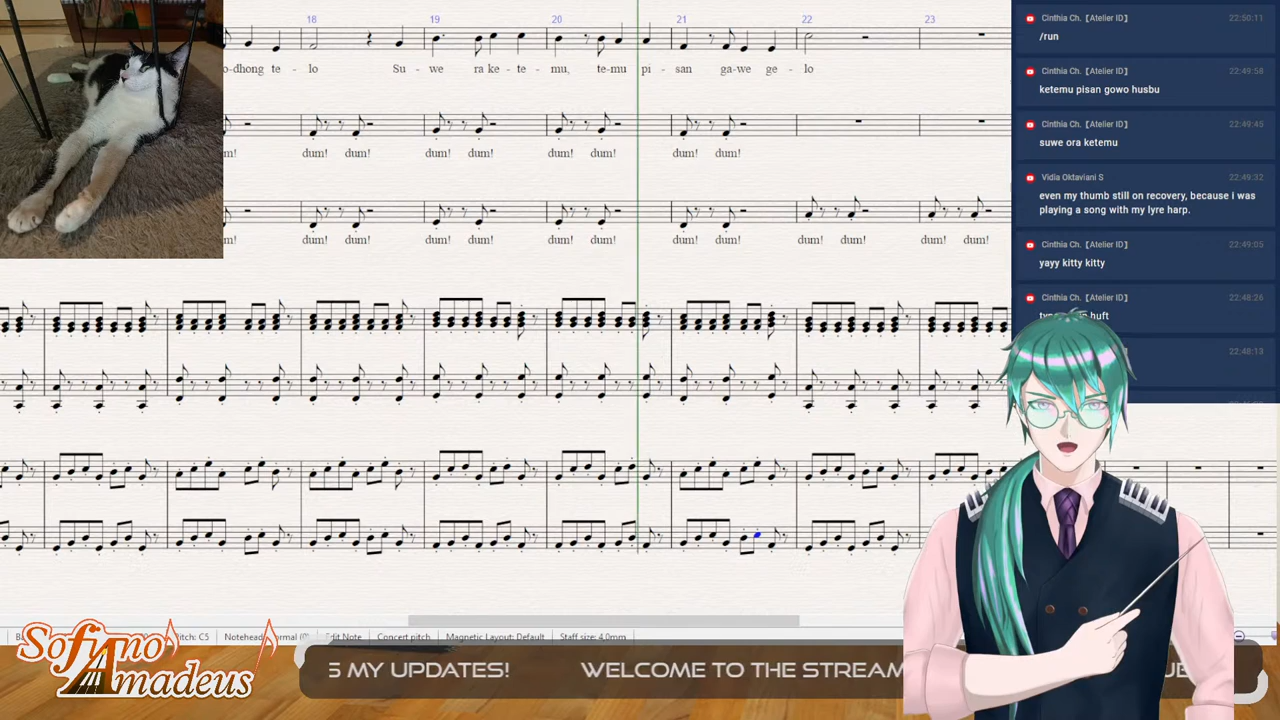 18 19 20 21 22 23
o-dhong te - lo Su - we ra ke - te - mu, te-mu pi - san ga-we ge - lo
dum! dum! dum! dum! dum! dum! dum! dum!
dum! dum! dum! dum! dum! dum! dum! dum! dum! dum! dum! dum!
Cinthia Ch.【Atelier ID】 22:50:11
/run
Cinthia Ch.【Atelier ID】 22:49:58
ketemu pisan gowo husbu
Cinthia Ch.【Atelier ID】 22:49:45
suwe ora ketemu
Vidia Oktaviani S 22:49:32
even my thumb still on recovery, because i was
playing a song with my lyre harp.
Cinthia Ch.【Atelier ID】 22:49:05
yayy kitty kitty
Cinthia Ch.【Atelier ID】 22:48:26
huft
22:48:13
Pitch: C5 Notehead: Edit Note Concert pitch Magnetic Layout: Default Staff size: 4,0mm
Sofiano
Amadeus
MY UPDATES! WELCOME TO THE STREAM